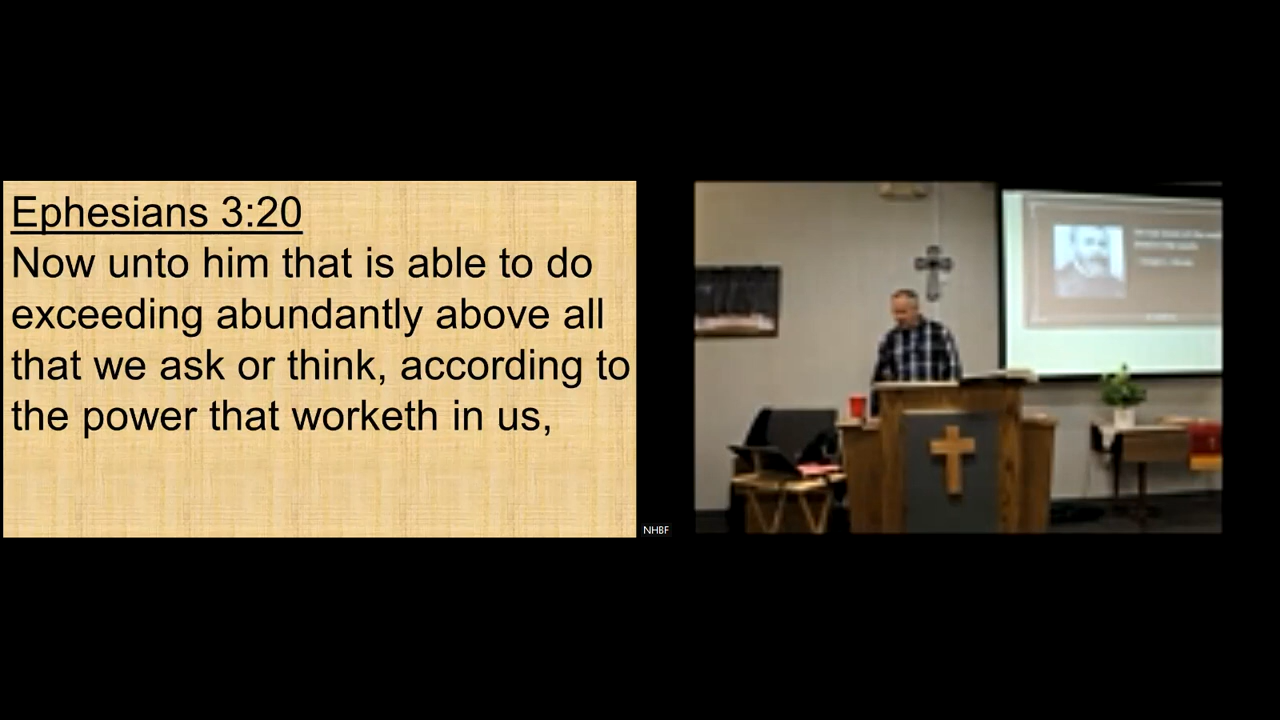 Ephesians 3:20
Now unto him that is able to do
exceeding abundantly above all
that we ask or think, according to
the power that worketh in us,
NHBF